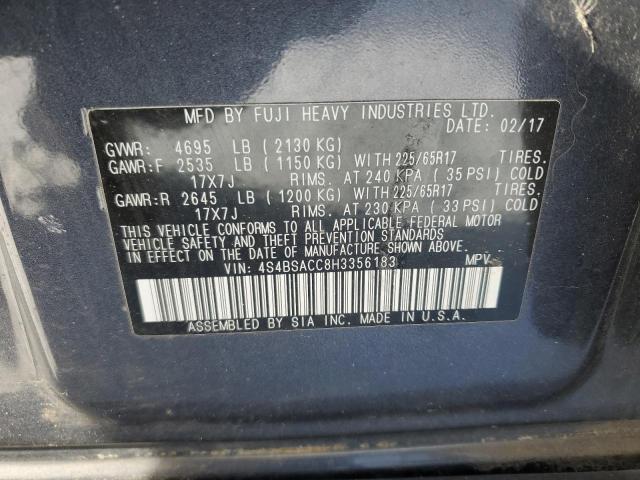 MFD BY FUJI HEAVY INDUSTRIES LTD.
DATE: 02/17
GVWR: 4695 LB ( 2130 KG)
GAWR:F 2535 LB ( 1150 KG) WITH 225/65R17 TIRES.
17X7J RIMS. AT 240 KPA ( 35 PSI) COLD
GAWR:R 2645 LB ( 1200 KG) WITH 225/65R17 TIRES.
17X7J RIMS. AT 230 KPA ( 33 PSI) COLD
THIS VEHICLE CONFORMS TO ALL APPLICABLE FEDERAL MOTOR
VEHICLE SAFETY AND THEFT PREVENTION STANDARDS IN EFFECT
ON THE DATE OF MANUFACTURE SHOWN ABOVE.
VIN: 4S4BSACC8H3356183 MPV
ASSEMBLED BY SIA INC. MADE IN U.S.A.